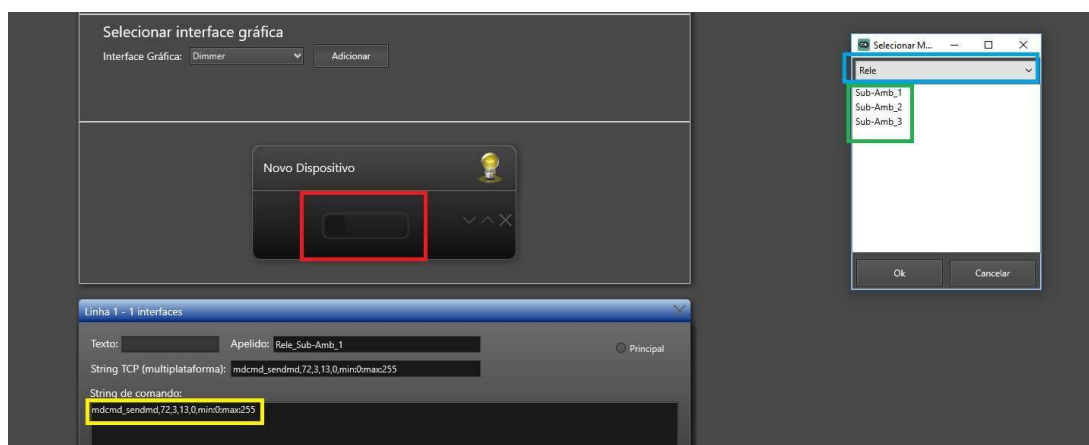 Selecionar interface gráfica
Interface Gráfica: Dimmer Adicionar
Novo Dispositivo
Linha 1 - 1 interfaces
Texto: Apelido: Rele_Sub-Amb_1 Principal
String TCP (multiplataforma): mdcmd_sendmd,72,3,13,0,min:0:max:255
String de comando:
mdcmd_sendmd,72,3,13,0,min:0:max:255
Selecionar M...
Rele
Sub-Amb_1
Sub-Amb_2
Sub-Amb_3
Ok Cancelar